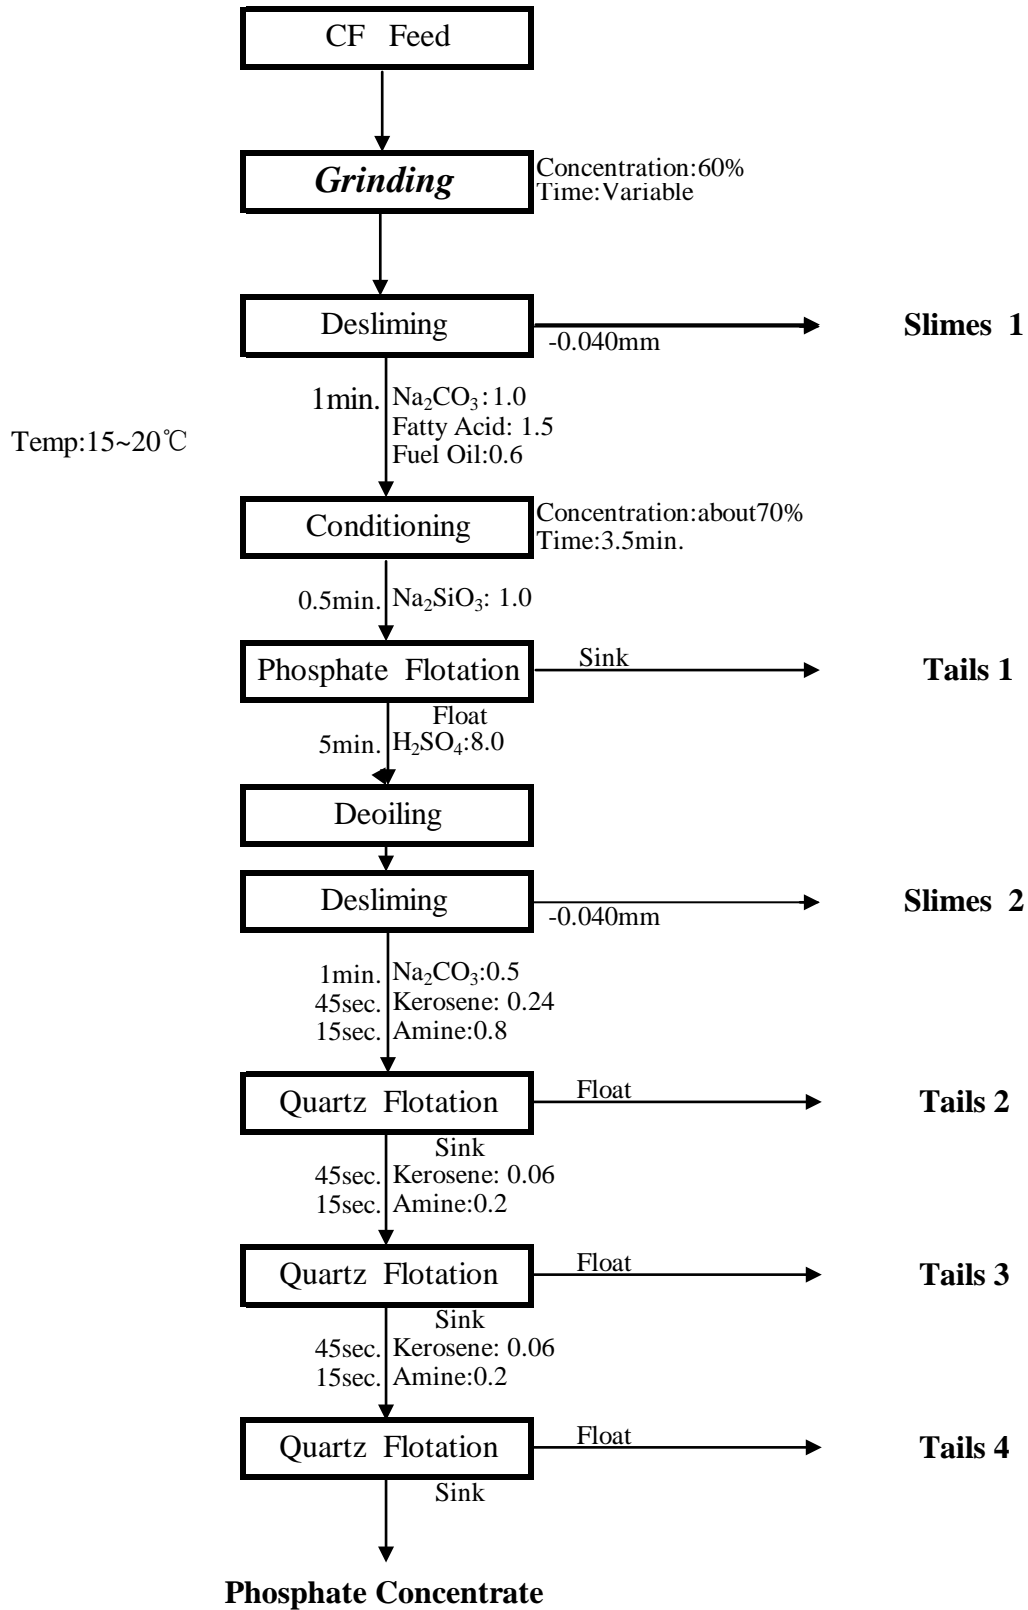 CF Feed
Grinding
Concentration:60%
Time:Variable
Desliming
-0.040mm
Slimes 1
1min. Na₂CO₃:1.0
Fatty Acid: 1.5
Temp:15~20℃
Fuel Oil:0.6
Conditioning
Concentration:about70%
Time:3.5min.
0.5min. Na₂SiO₃: 1.0
Phosphate Flotation
Sink
Tails 1
Float
5min. H₂SO₄:8.0
Deoiling
Desliming
-0.040mm
Slimes 2
1min. Na₂CO₃:0.5
45sec. Kerosene: 0.24
15sec. Amine:0.8
Quartz Flotation
Float
Tails 2
Sink
45sec. Kerosene: 0.06
15sec. Amine:0.2
Quartz Flotation
Float
Tails 3
Sink
45sec. Kerosene: 0.06
15sec. Amine:0.2
Quartz Flotation
Float
Tails 4
Sink
Phosphate Concentrate